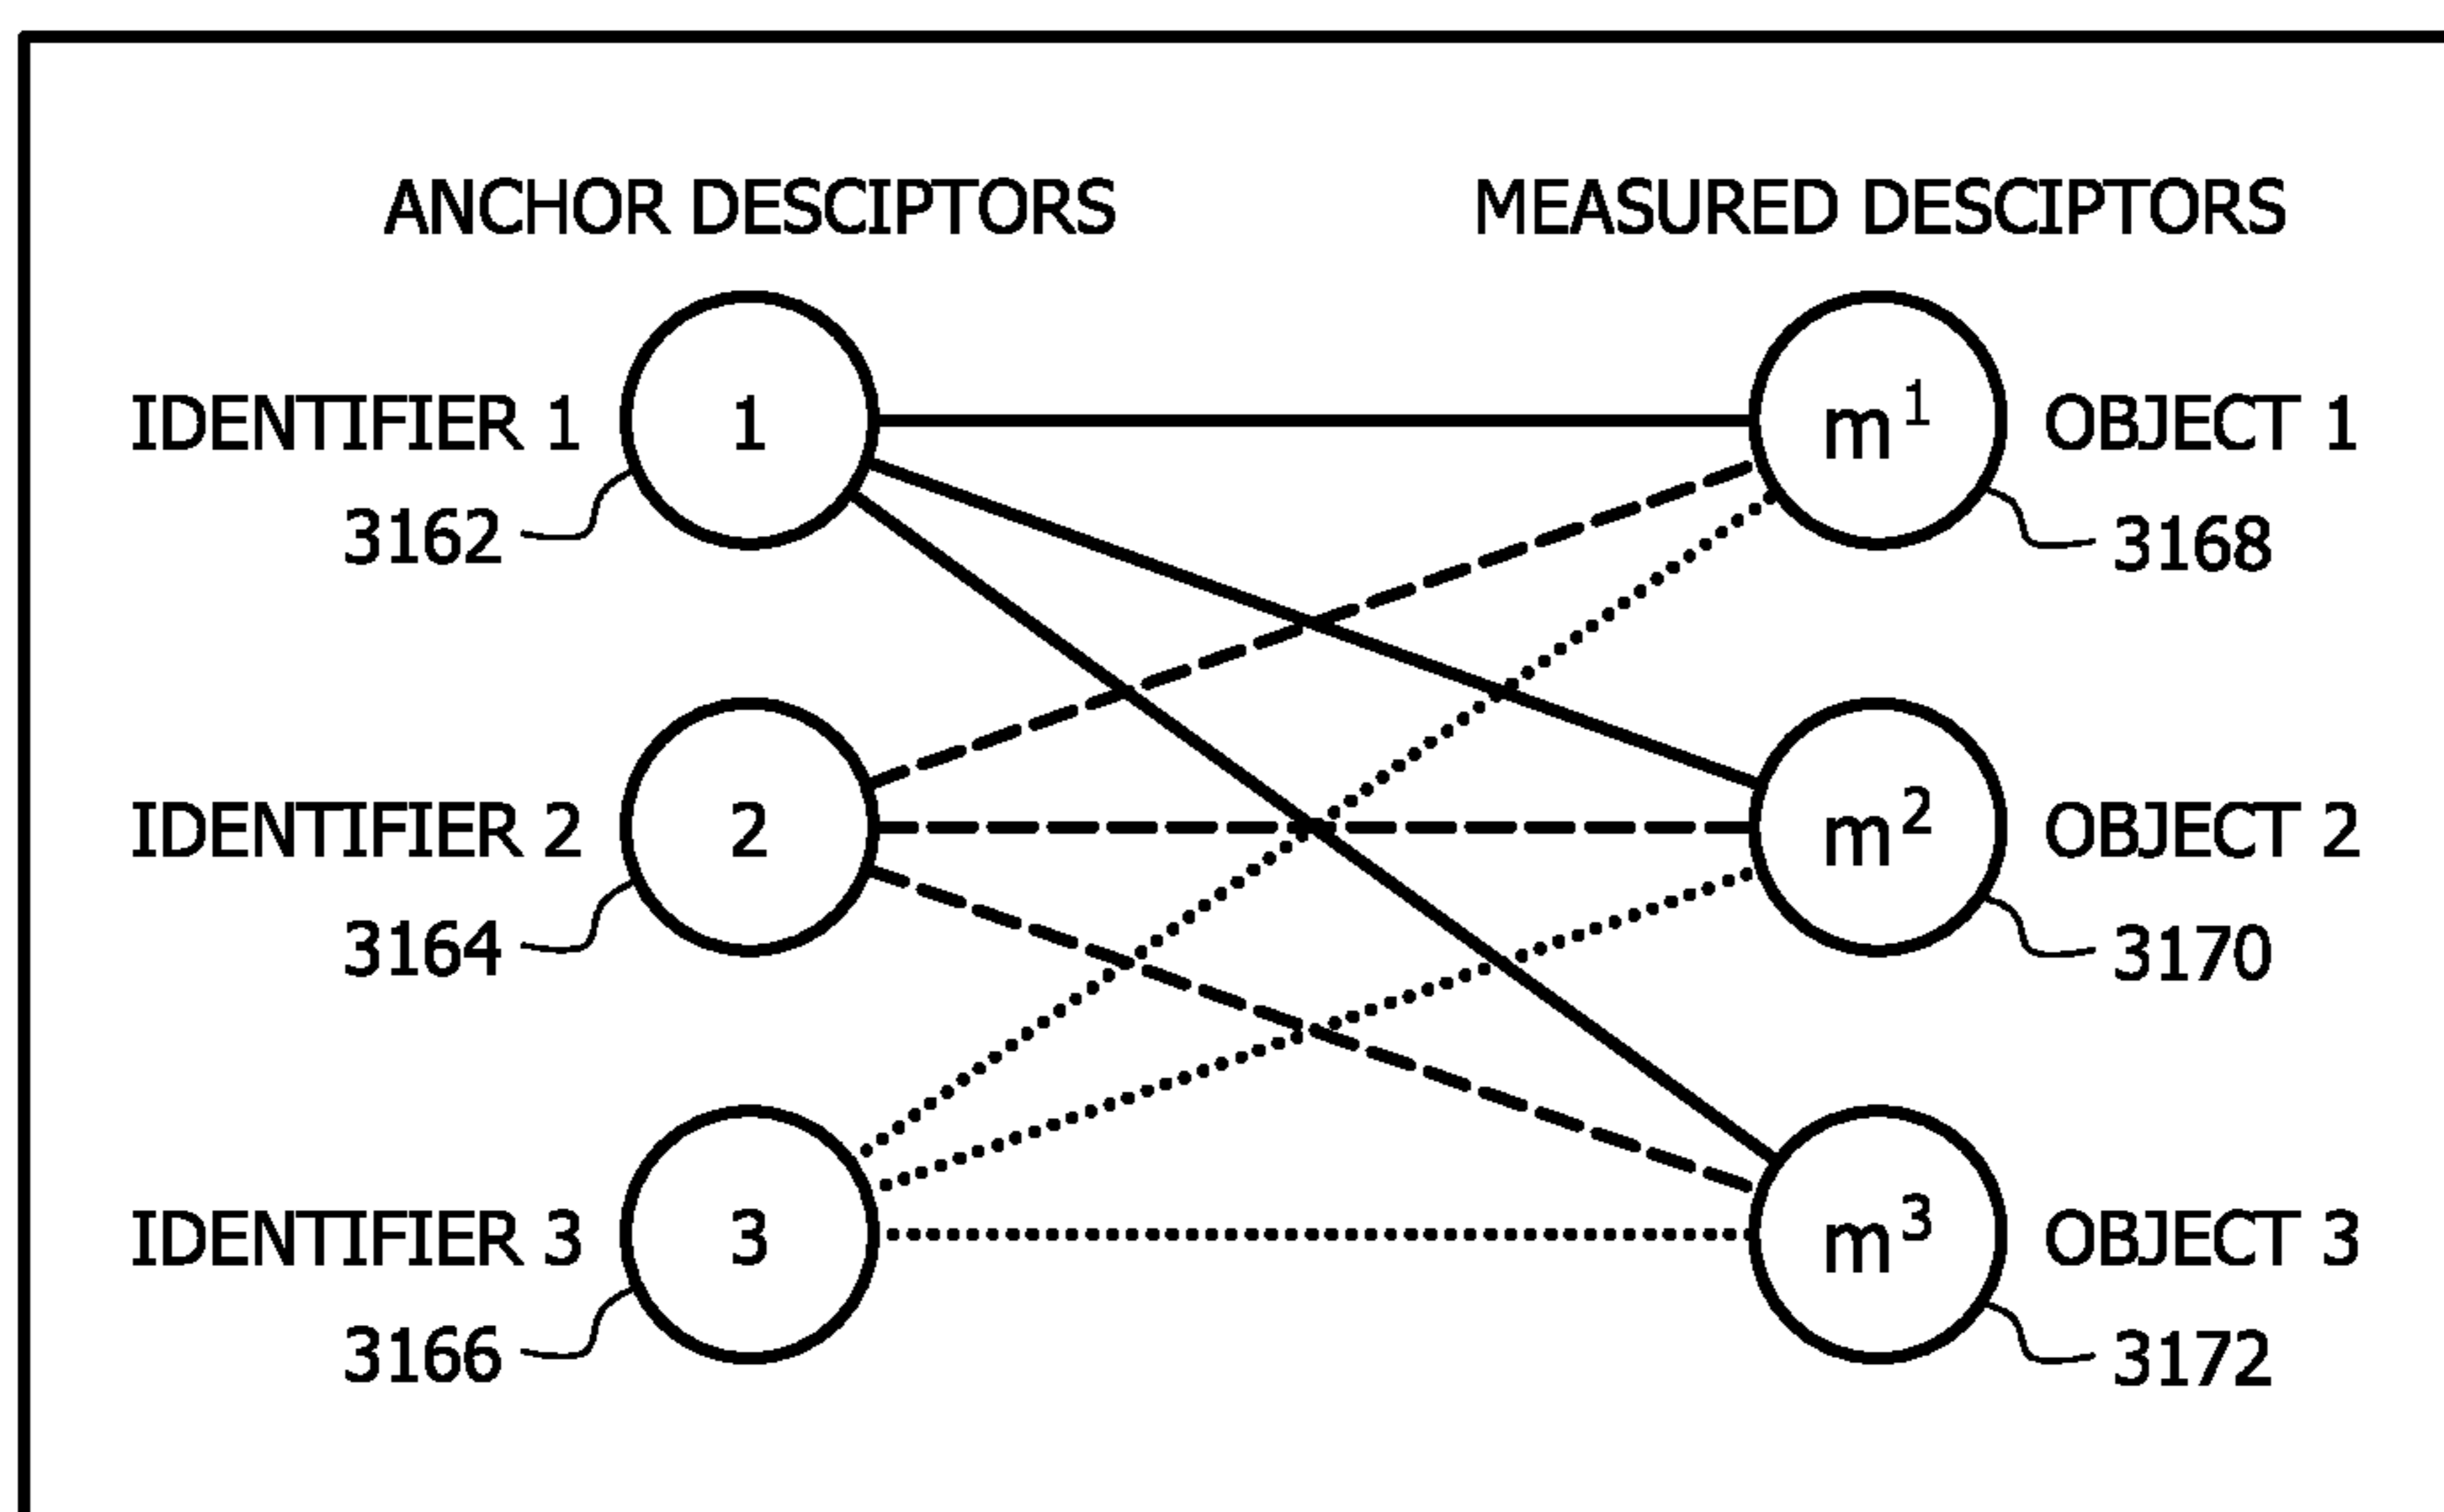 ANCHOR DESCIPTORS MEASURED DESCIPTORS
IDENTIFIER 1 1 m¹ OBJECT 1
3162 3168
IDENTIFIER 2 2 m² OBJECT 2
3164 3170
IDENTIFIER 3 3 m³ OBJECT 3
3166 3172